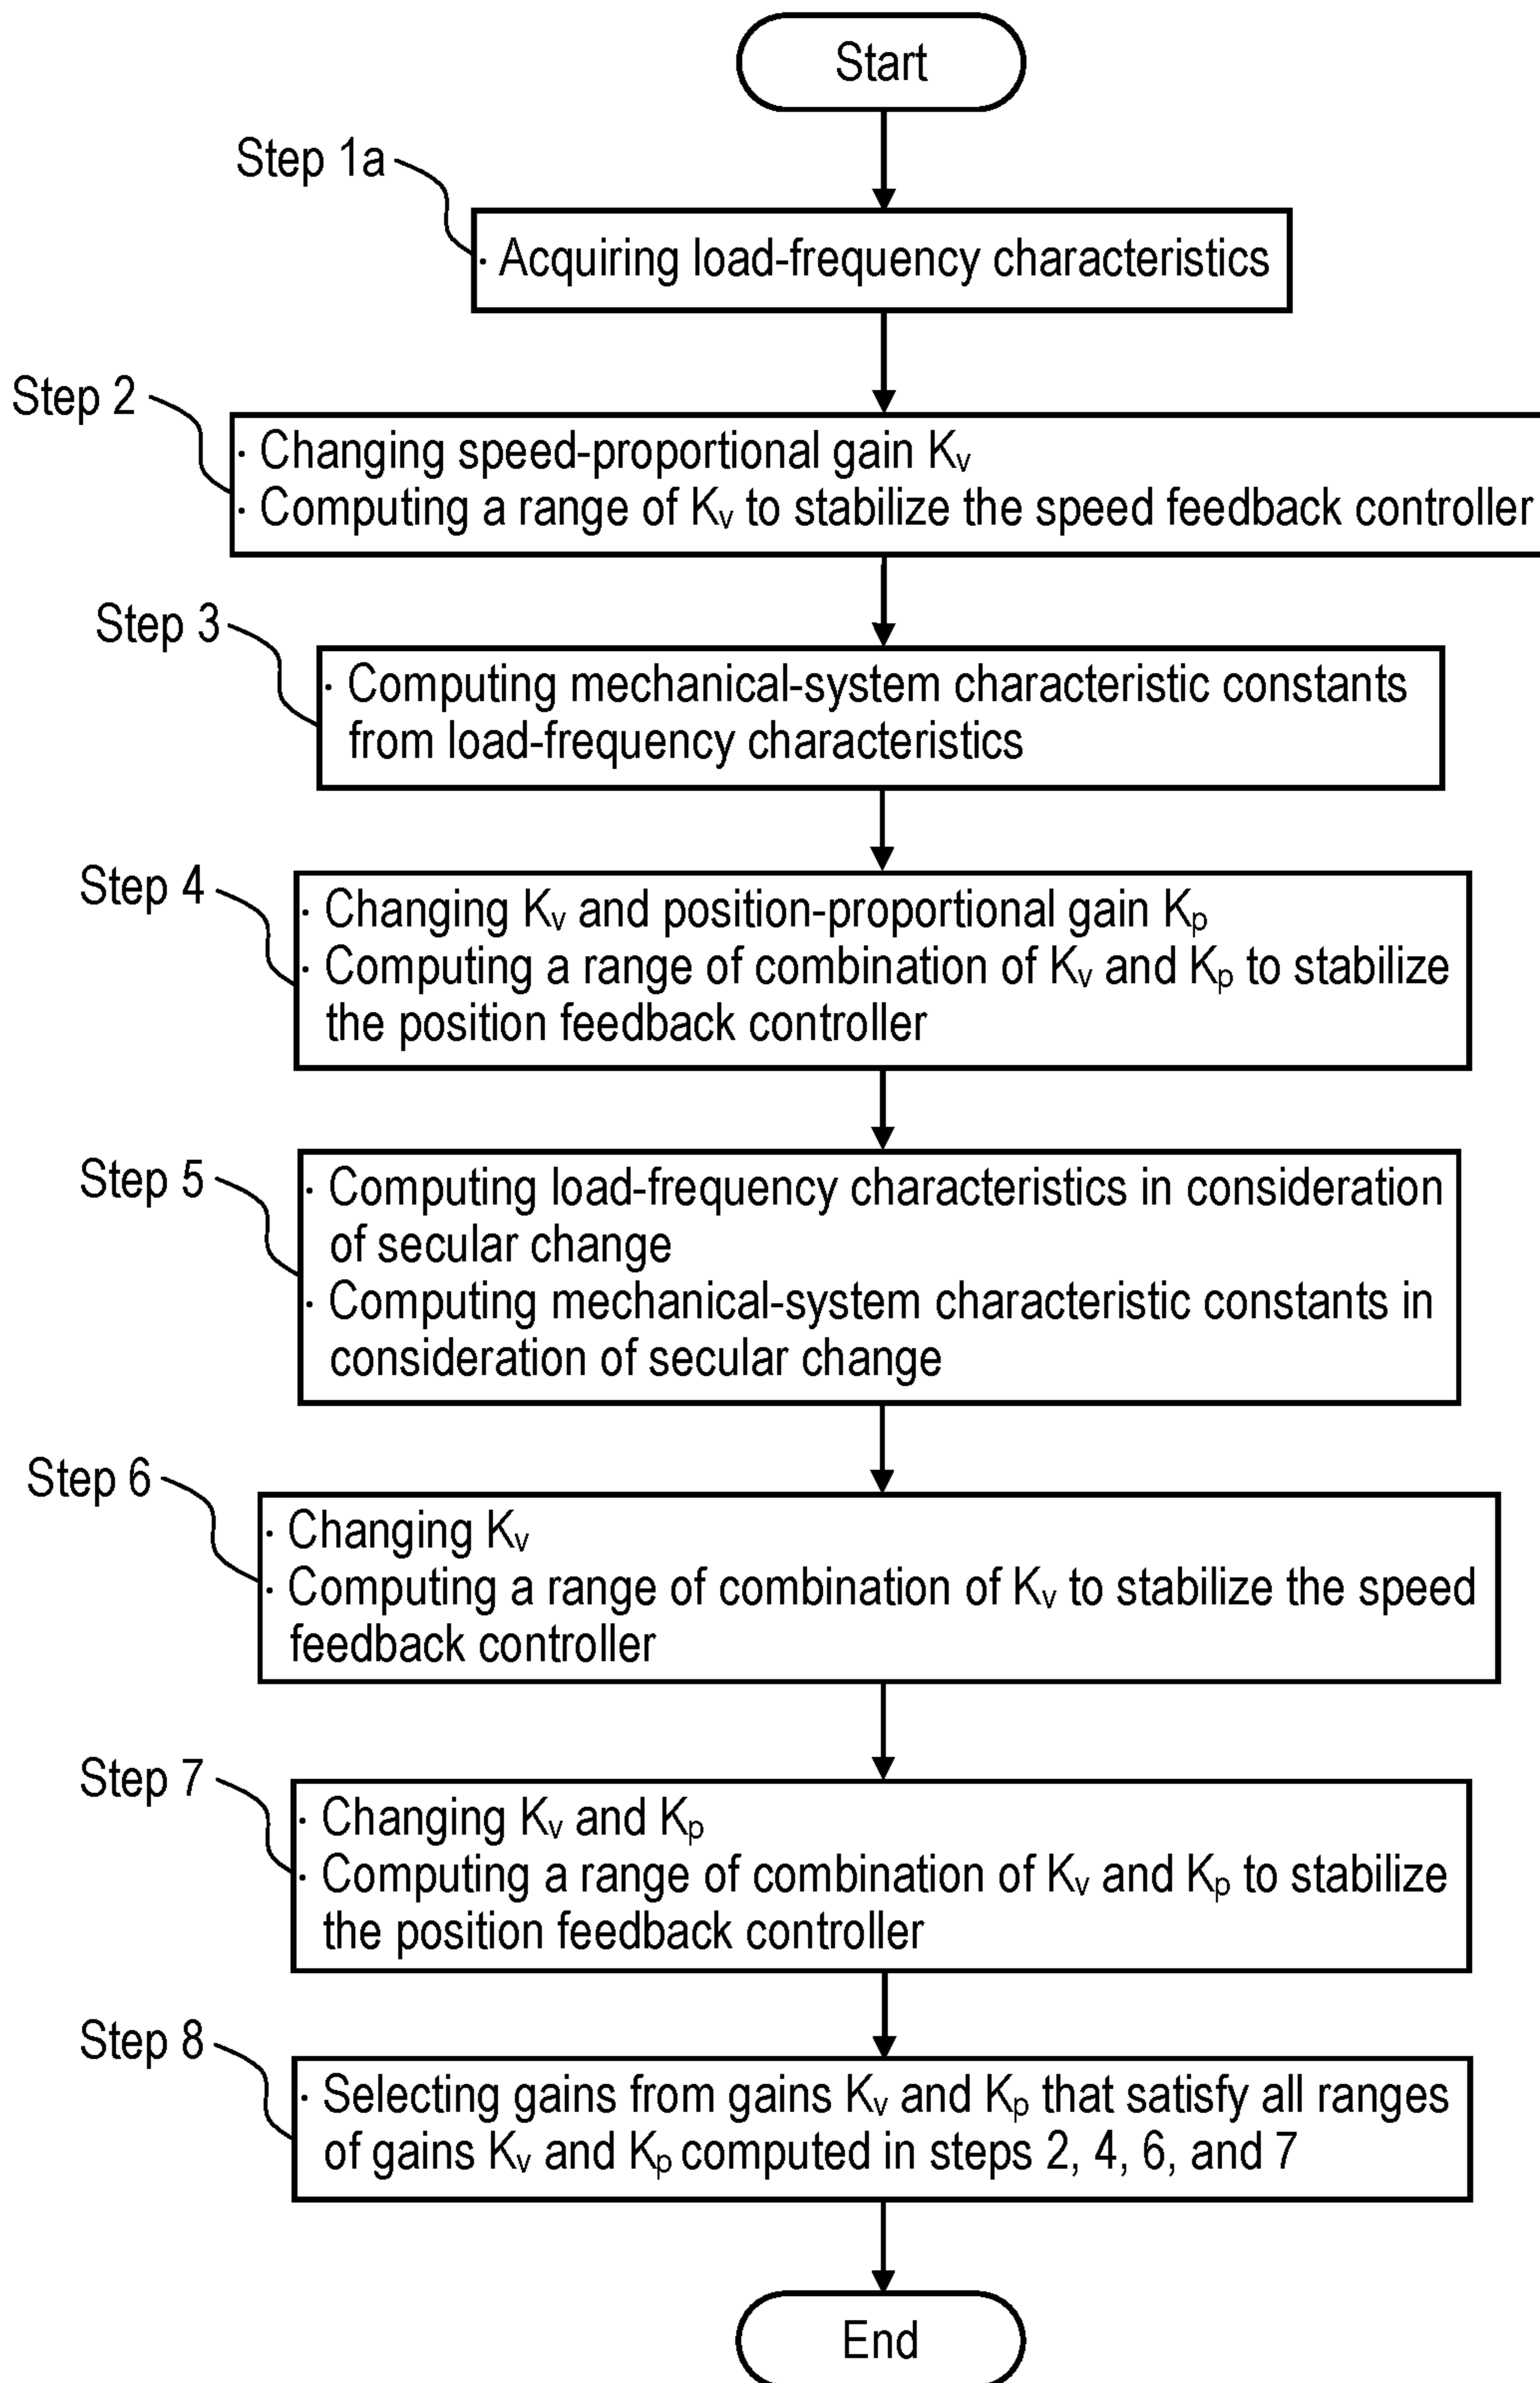 Start
Step 1a
· Acquiring load-frequency characteristics
Step 2
· Changing speed-proportional gain Kv
· Computing a range of Kv to stabilize the speed feedback controller
Step 3
· Computing mechanical-system characteristic constants
from load-frequency characteristics
Step 4
· Changing Kv and position-proportional gain Kp
· Computing a range of combination of Kv and Kp to stabilize
the position feedback controller
Step 5
· Computing load-frequency characteristics in consideration
of secular change
· Computing mechanical-system characteristic constants in
consideration of secular change
Step 6
· Changing Kv
· Computing a range of combination of Kv to stabilize the speed
feedback controller
Step 7
· Changing Kv and Kp
· Computing a range of combination of Kv and Kp to stabilize
the position feedback controller
Step 8
· Selecting gains from gains Kv and Kp that satisfy all ranges
of gains Kv and Kp computed in steps 2, 4, 6, and 7
End